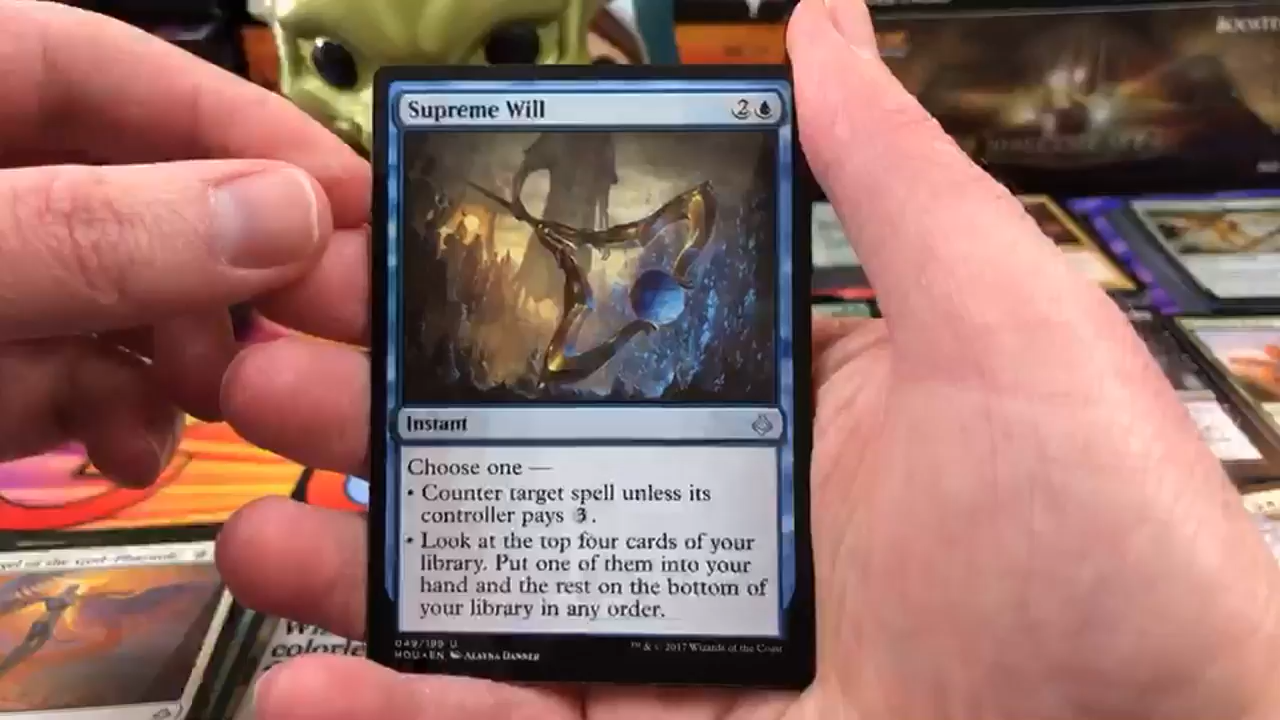 Supreme Will 2
Instant
Choose one —
• Counter target spell unless its
controller pays 3.
• Look at the top four cards of your
library. Put one of them into your
hand and the rest on the bottom of
your library in any order.
049/199 U
HOU • EN Alayna Danner
™ & © 2017 Wizards of the Coast
colorle